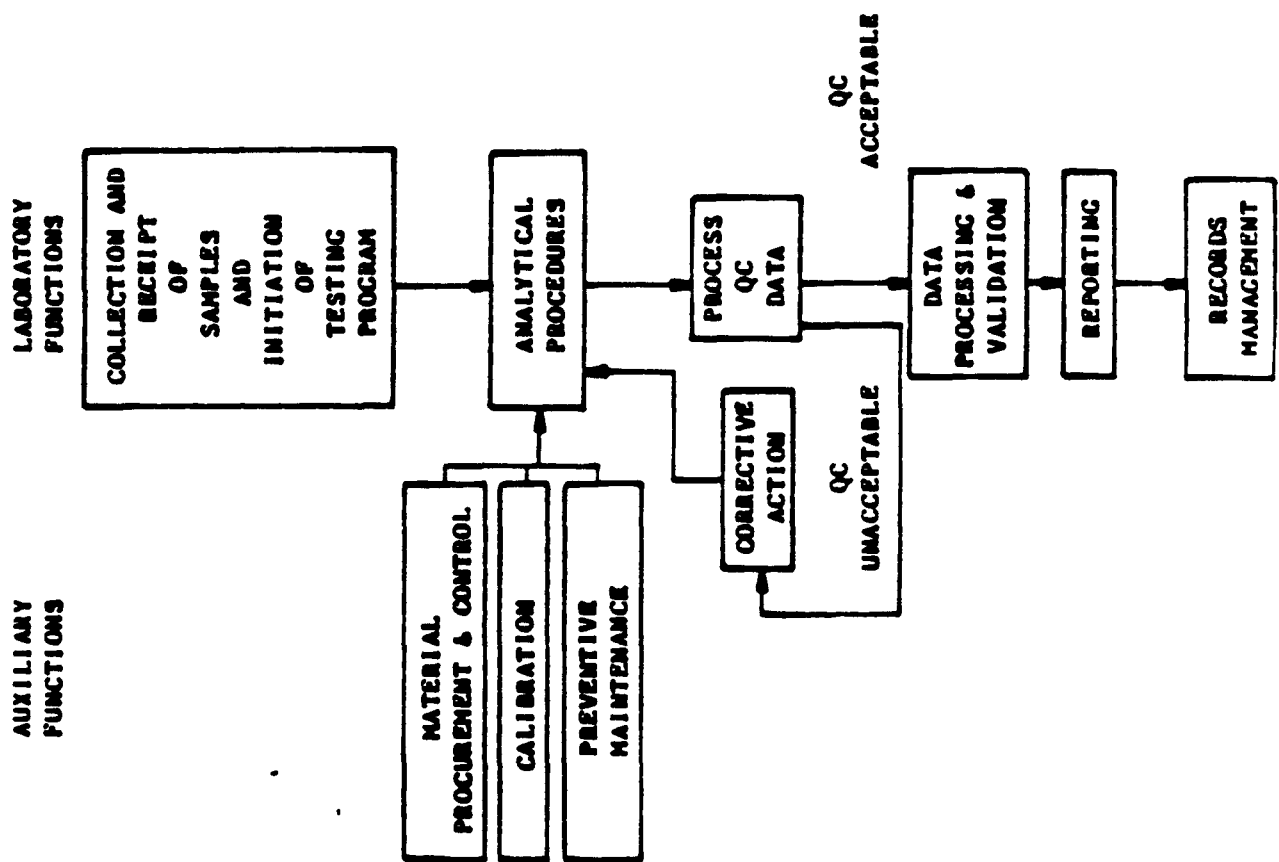 AUXILIARY
FUNCTIONS
LABORATORY
FUNCTIONS
COLLECTION AND
RECEIPT
OF
SAMPLES
AND
INITIATION
OF
TESTING
PROGRAM
MATERIAL
PROCUREMENT & CONTROL
CALIBRATION
PREVENTIVE
MAINTENANCE
ANALYTICAL
PROCEDURES
CORRECTIVE
ACTION
PROCESS
QC
DATA
QC
UNACCEPTABLE
QC
ACCEPTABLE
DATA
PROCESSING &
VALIDATION
REPORTING
RECORDS
MANAGEMENT